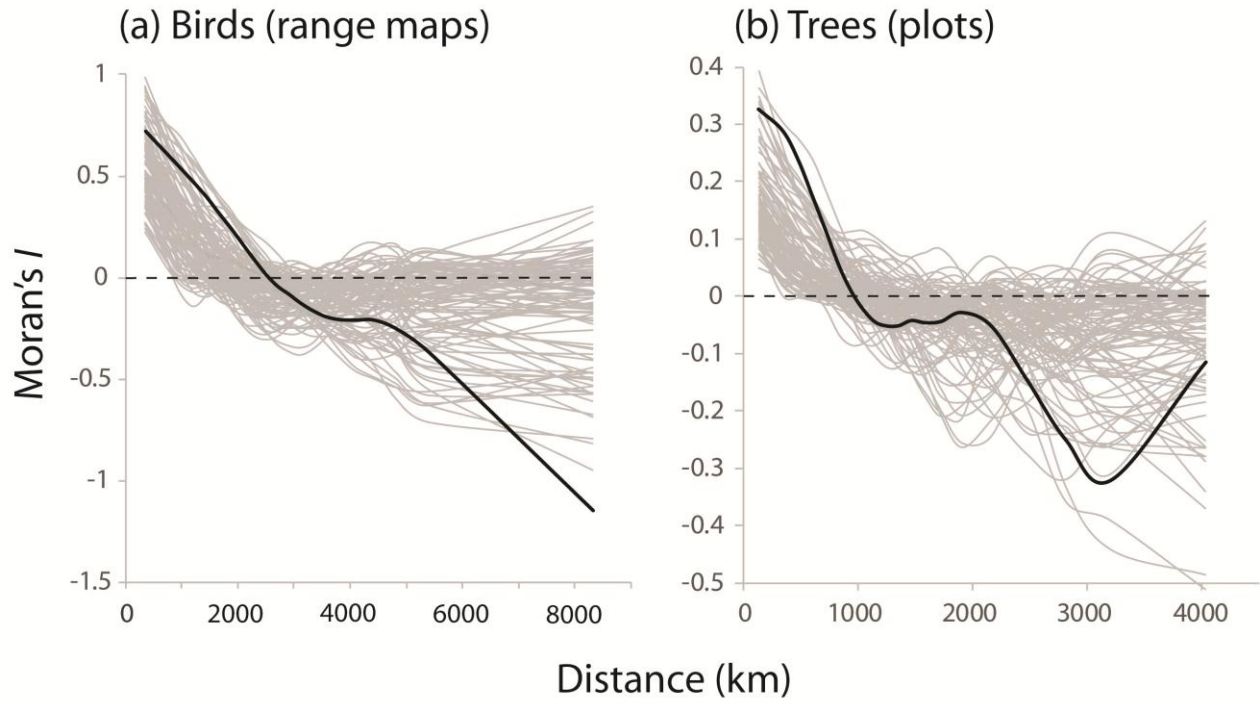 (a) Birds (range maps)
(b) Trees (plots)
Moran's I
1
0.5
0
-0.5
-1
-1.5
0 2000 4000 6000 8000
0.4
0.3
0.2
0.1
0
-0.1
-0.2
-0.3
-0.4
-0.5
0 1000 2000 3000 4000
Distance (km)